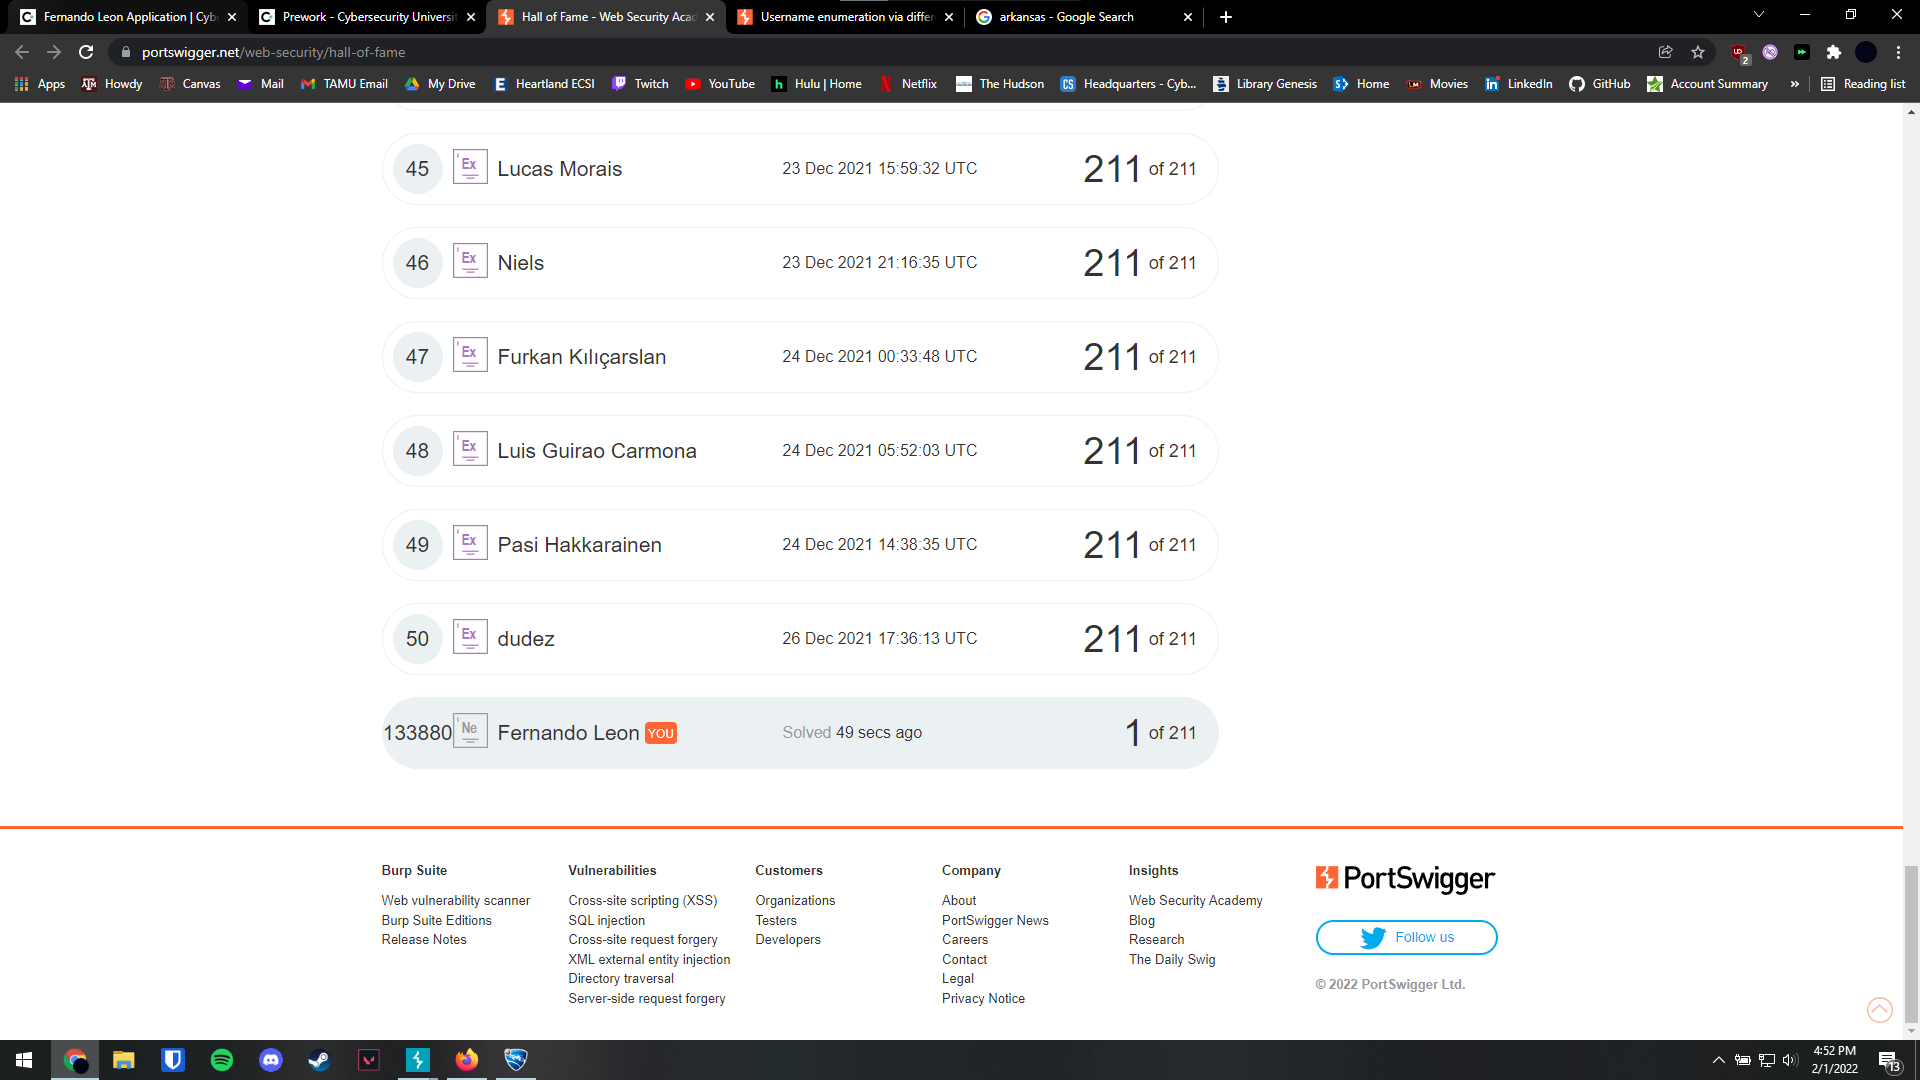 Fernando Leon Application | Cyb
Prework - Cybersecurity Universit
Hall of Fame - Web Security Acad
Username enumeration via differ
arkansas - Google Search
portswigger.net/web-security/hall-of-fame
2
Apps
Howdy
Canvas
Mail
TAMU Email
My Drive
Heartland ECSI
Twitch
YouTube
Hulu | Home
Netflix
The Hudson
Headquarters - Cyb...
Library Genesis
Home
Movies
LinkedIn
GitHub
Account Summary
»
Reading list
45 Ex Lucas Morais 23 Dec 2021 15:59:32 UTC 211 of 211
46 Ex Niels 23 Dec 2021 21:16:35 UTC 211 of 211
47 Ex Furkan Kılıçarslan 24 Dec 2021 00:33:48 UTC 211 of 211
48 Ex Luis Guirao Carmona 24 Dec 2021 05:52:03 UTC 211 of 211
49 Ex Pasi Hakkarainen 24 Dec 2021 14:38:35 UTC 211 of 211
50 Ex dudez 26 Dec 2021 17:36:13 UTC 211 of 211
133880 Ne Fernando Leon YOU Solved 49 secs ago 1 of 211
Burp Suite
Web vulnerability scanner
Burp Suite Editions
Release Notes
Vulnerabilities
Cross-site scripting (XSS)
SQL injection
Cross-site request forgery
XML external entity injection
Directory traversal
Server-side request forgery
Customers
Organizations
Testers
Developers
Company
About
PortSwigger News
Careers
Contact
Legal
Privacy Notice
Insights
Web Security Academy
Blog
Research
The Daily Swig
PortSwigger
Follow us
© 2022 PortSwigger Ltd.
4:52 PM
2/1/2022
13